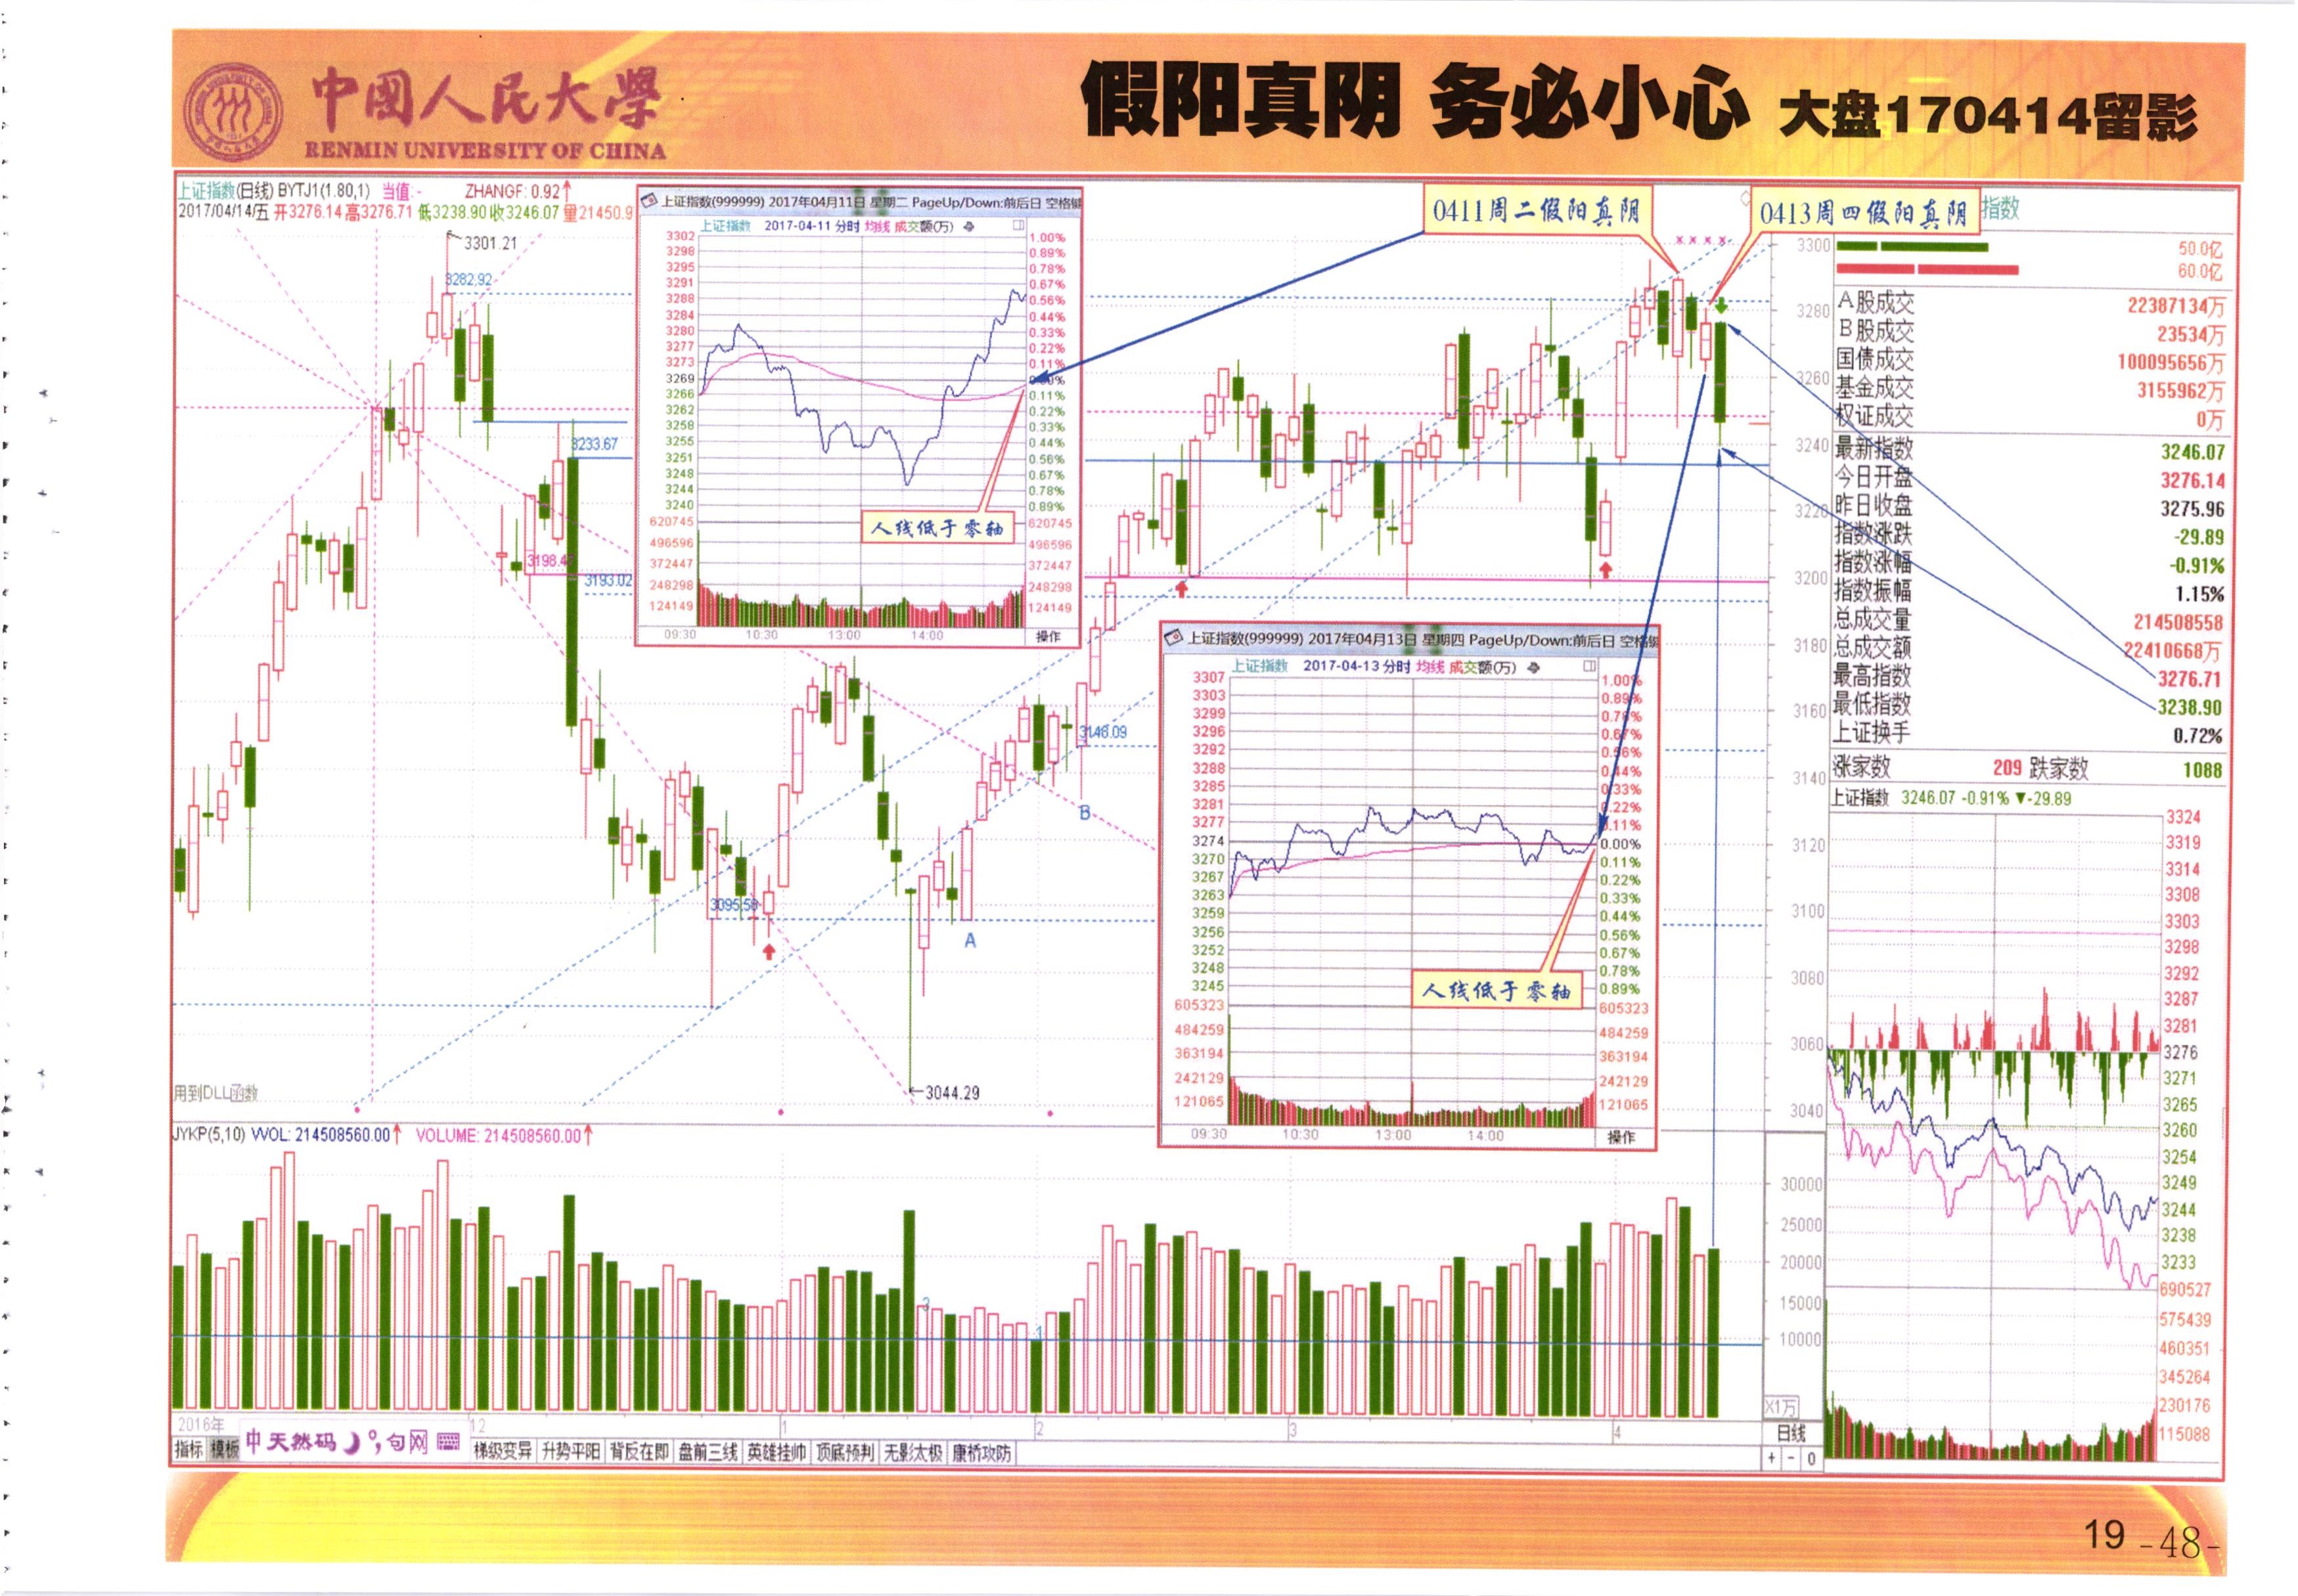 中國人民大學
RENMIN UNIVERSITY OF CHINA
假阳真阴 务必小心 大盘170414留影
上证指数(日线) BYTJ1(1.80,1) 当值:- ZHANGF: 0.92↑
2017/04/14/五 开3276.14 高3276.71 低3238.90 收3246.07 量21450.9
3301.21
3282.92
3233.67
3198.4
3193.02
3095.59
3044.29
3148.09
A
B
用到DLL函数
上证指数(999999) 2017年04月11日 星期二 PageUp/Down:前后日 空格键
上证指数 2017-04-11 分时 均线 成交额(万)
3302 1.00%
3298 0.89%
3295 0.78%
3291 0.67%
3288 0.56%
3284 0.44%
3280 0.33%
3277 0.22%
3273 0.11%
3269
3266 0.11%
3262 0.22%
3258 0.33%
3255 0.44%
3251 0.56%
3248 0.67%
3244 0.78%
3240 0.89%
620745 620745
496596 496596
372447 372447
248298 248298
124149 124149
09:30 10:30 13:00 14:00 操作
人线低于零轴
0411周二假阳真阴
0413周四假阳真阴
上证指数(999999) 2017年04月13日 星期四 PageUp/Down:前后日 空格键
上证指数 2017-04-13 分时 均线 成交额(万)
3307 1.00%
3303 0.89%
3299 0.78%
3296 0.67%
3292 0.56%
3288 0.44%
3285 0.33%
3281 0.22%
3277 0.11%
3274 0.00%
3270 0.11%
3267 0.22%
3263 0.33%
3259 0.44%
3256 0.56%
3252 0.67%
3248 0.78%
3245 0.89%
605323 605323
484259 484259
363194 363194
242129 242129
121065 121065
09:30 10:30 13:00 14:00 操作
人线低于零轴
3300
3280
3260
3240
3220
3200
3180
3160
3140
3120
3100
3080
3060
3040
指数
50.0亿
60.0亿
A股成交 22387134万
B股成交 23534万
国债成交 100095656万
基金成交 3155962万
权证成交 0万
最新指数 3246.07
今日开盘 3276.14
昨日收盘 3275.96
指数涨跌 -29.89
指数涨幅 -0.91%
指数振幅 1.15%
总成交量 214508558
总成交额 22410668万
最高指数 3276.71
最低指数 3238.90
上证换手 0.72%
涨家数 209 跌家数 1088
上证指数 3246.07 -0.91% ▼-29.89
3324
3319
3314
3308
3303
3298
3292
3287
3281
3276
3271
3265
3260
3254
3249
3244
3238
3233
690527
575439
460351
345264
230176
115088
JYKP(5,10) VVOL: 214508560.00↑ VOLUME: 214508560.00↑
30000
25000
20000
15000
10000
X1万
2016年 12 1 2 3 4 日线
指标 模板 中天然码 句网 梯级变异 升势平阳 背反在即 盘前三线 英雄挂帅 顶底预判 无影太极 康桥攻防 + - 0
19 -48-